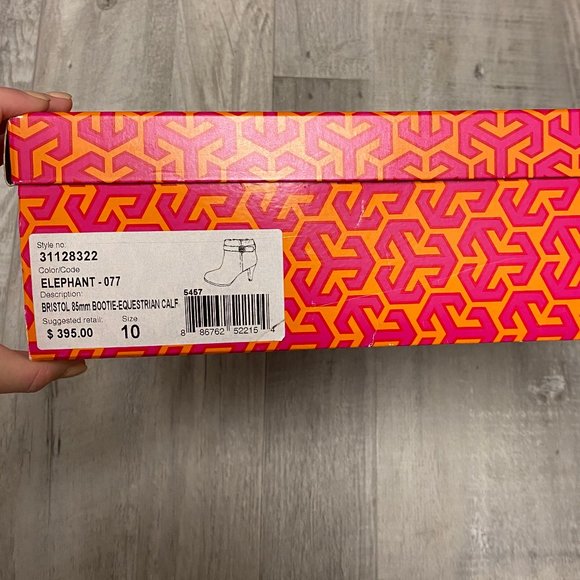 Style no:
31128322
Color/Code
ELEPHANT - 077
Description:
BRISTOL 85mm BOOTIE-EQUESTRIAN CALF
Suggested retail: Size
$ 395.00 10
5457
8 86762 52215 4